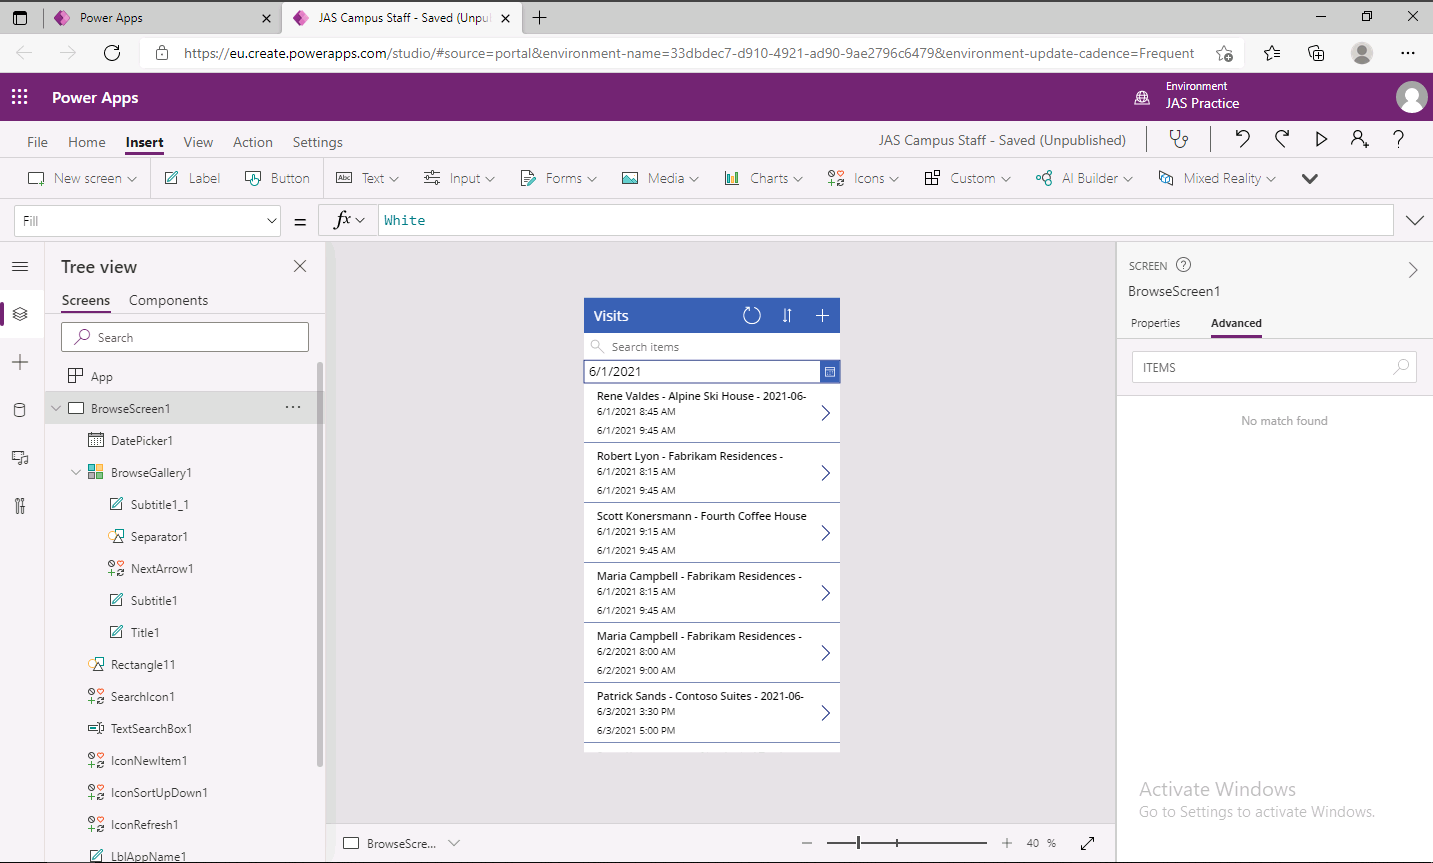 Power Apps
JAS Campus Staff - Saved (Unpu
https://eu.create.powerapps.com/studio/#source=portal&environment-name=33dbdec7-d910-4921-ad90-9ae2796c6479&environment-update-cadence=Frequent
Power Apps
Environment
JAS Practice
File Home Insert View Action Settings
JAS Campus Staff - Saved (Unpublished)
New screen Label Button Abc Text Input Forms Media Charts Icons Custom AI Builder Mixed Reality
Fill = fx White
Tree view
Screens Components
Search
App
BrowseScreen1
DatePicker1
BrowseGallery1
Subtitle1_1
Separator1
NextArrow1
Subtitle1
Title1
Rectangle11
SearchIcon1
TextSearchBox1
IconNewItem1
IconSortUpDown1
IconRefresh1
LblAppName1
Visits
Search items
6/1/2021
Rene Valdes - Alpine Ski House - 2021-06-
6/1/2021 8:45 AM
6/1/2021 9:45 AM
Robert Lyon - Fabrikam Residences -
6/1/2021 8:15 AM
6/1/2021 9:45 AM
Scott Konersmann - Fourth Coffee House
6/1/2021 9:15 AM
6/1/2021 9:45 AM
Maria Campbell - Fabrikam Residences -
6/1/2021 8:15 AM
6/1/2021 9:45 AM
Maria Campbell - Fabrikam Residences -
6/2/2021 8:00 AM
6/2/2021 9:00 AM
Patrick Sands - Contoso Suites - 2021-06-
6/3/2021 3:30 PM
6/3/2021 5:00 PM
BrowseScre...
40 %
SCREEN ?
BrowseScreen1
Properties Advanced
ITEMS
No match found
Activate Windows
Go to Settings to activate Windows.